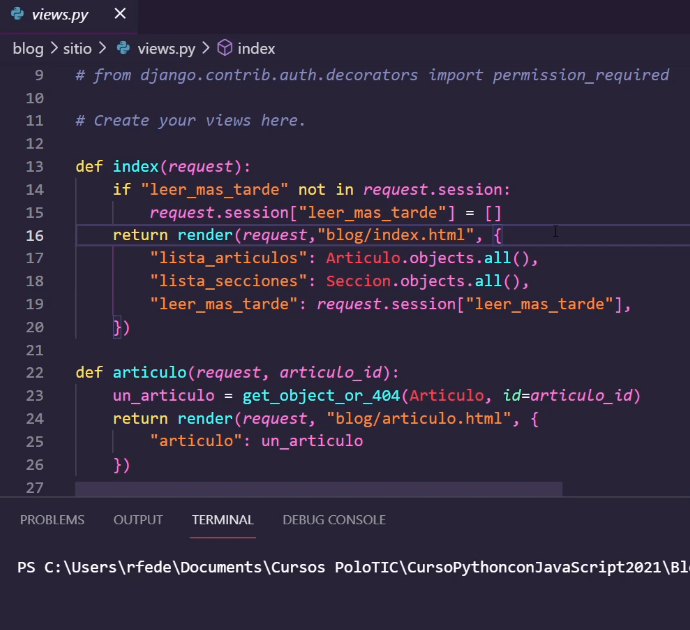 views.py
blog > sitio > views.py > index
9 # from django.contrib.auth.decorators import permission_required
10
11 # Create your views here.
12
13 def index(request):
14     if "leer_mas_tarde" not in request.session:
15         request.session["leer_mas_tarde"] = []
16     return render(request,"blog/index.html", {
17         "lista_articulos": Articulo.objects.all(),
18         "lista_secciones": Seccion.objects.all(),
19         "leer_mas_tarde": request.session["leer_mas_tarde"],
20     })
21
22 def articulo(request, articulo_id):
23     un_articulo = get_object_or_404(Articulo, id=articulo_id)
24     return render(request, "blog/articulo.html", {
25         "articulo": un_articulo
26     })
27
PROBLEMS OUTPUT TERMINAL DEBUG CONSOLE
PS C:\Users\rfede\Documents\Cursos PoloTIC\CursoPythonconJavaScript2021\Bl